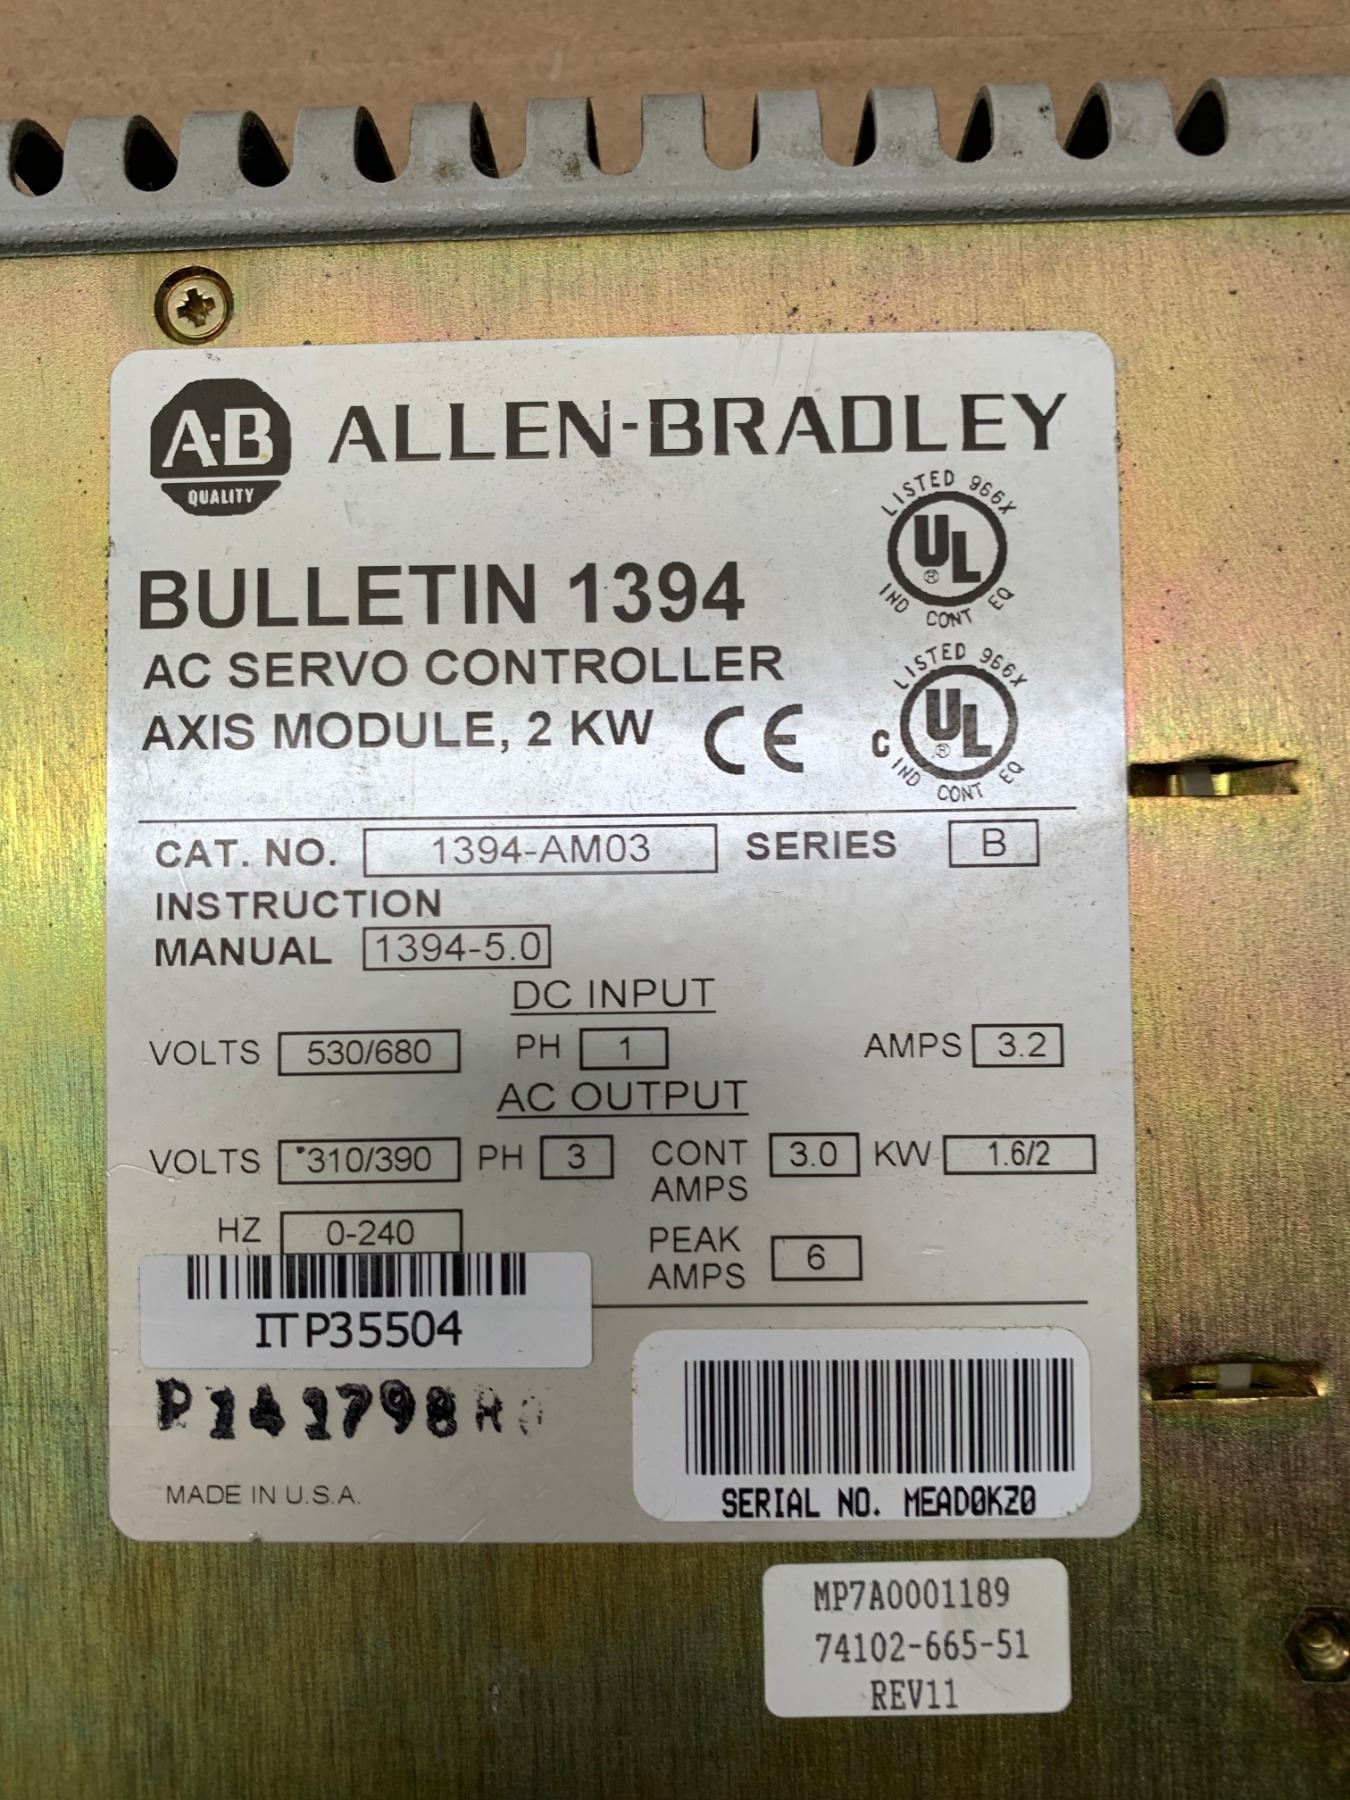 A-B
QUALITY
ALLEN-BRADLEY
LISTED 966X
UL
®
IND CONT EQ
BULLETIN 1394
AC SERVO CONTROLLER
AXIS MODULE, 2 KW CE
LISTED 966X
C UL
®
IND CONT EQ
CAT. NO. 1394-AM03 SERIES B
INSTRUCTION
MANUAL 1394-5.0
DC INPUT
VOLTS 530/680 PH 1 AMPS 3.2
AC OUTPUT
VOLTS 310/390 PH 3 CONT AMPS 3.0 KW 1.6/2
HZ 0-240 PEAK AMPS 6
ITP35504
P141798
MADE IN U.S.A.
SERIAL NO. MEAD0KZ0
MP7A0001189
74102-665-51
REV11